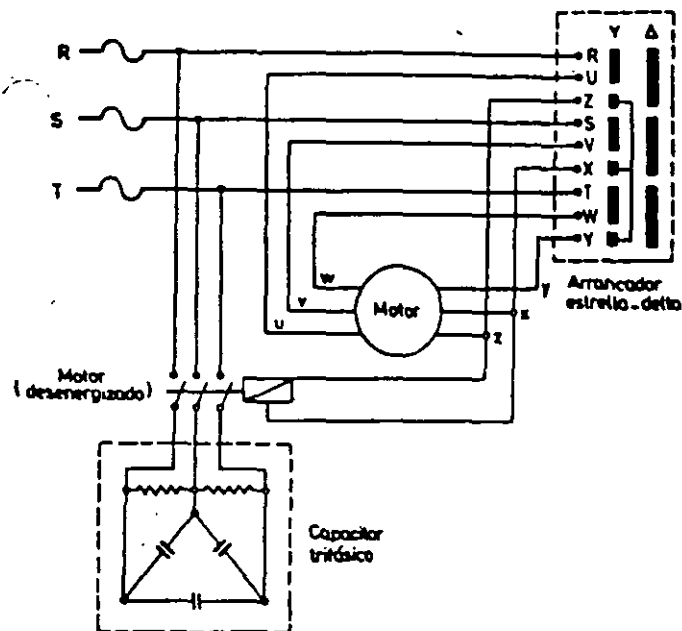 Y Δ
R
R
U
Z
S
S
V
X
T
T
W
Y
Arrancador
estrella-delta
W
V
U
Motor
Y
X
Z
Motor
(desenergizado)
Capacitor
trifásico